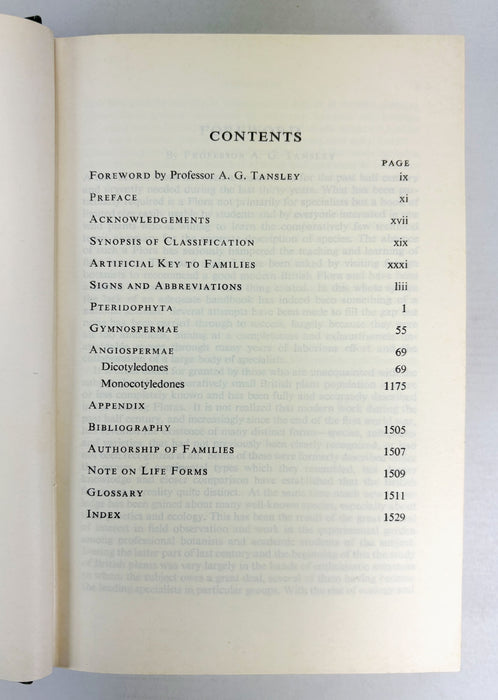 CONTENTS
PAGE
FOREWORD by Professor A. G. TANSLEY ix
PREFACE xi
ACKNOWLEDGEMENTS xvii
SYNOPSIS OF CLASSIFICATION xix
ARTIFICIAL KEY TO FAMILIES xxxi
SIGNS AND ABBREVIATIONS liii
PTERIDOPHYTA 1
GYMNOSPERMAE 55
ANGIOSPERMAE 69
Dicotyledones 69
Monocotyledones 1175
APPENDIX
BIBLIOGRAPHY 1505
AUTHORSHIP OF FAMILIES 1507
NOTE ON LIFE FORMS 1509
GLOSSARY 1511
INDEX 1529